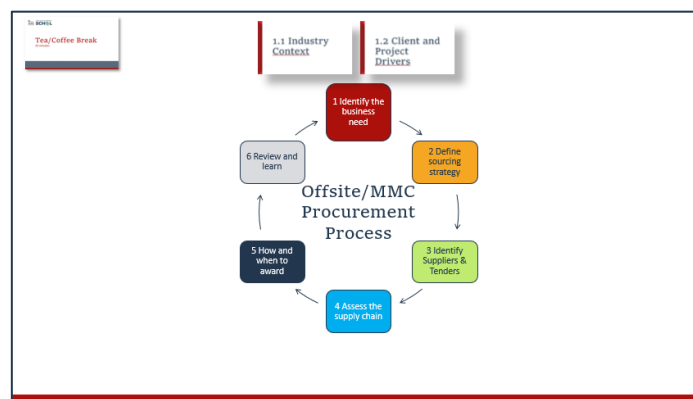 Tea/Coffee Break
1.1 Industry
Context
1.2 Client and
Project
Drivers
1 Identify the
business
need
2 Define
sourcing
strategy
3 Identify
Suppliers &
Tenders
4 Assess the
supply chain
5 How and
when to
award
6 Review and
learn
Offsite/MMC
Procurement
Process